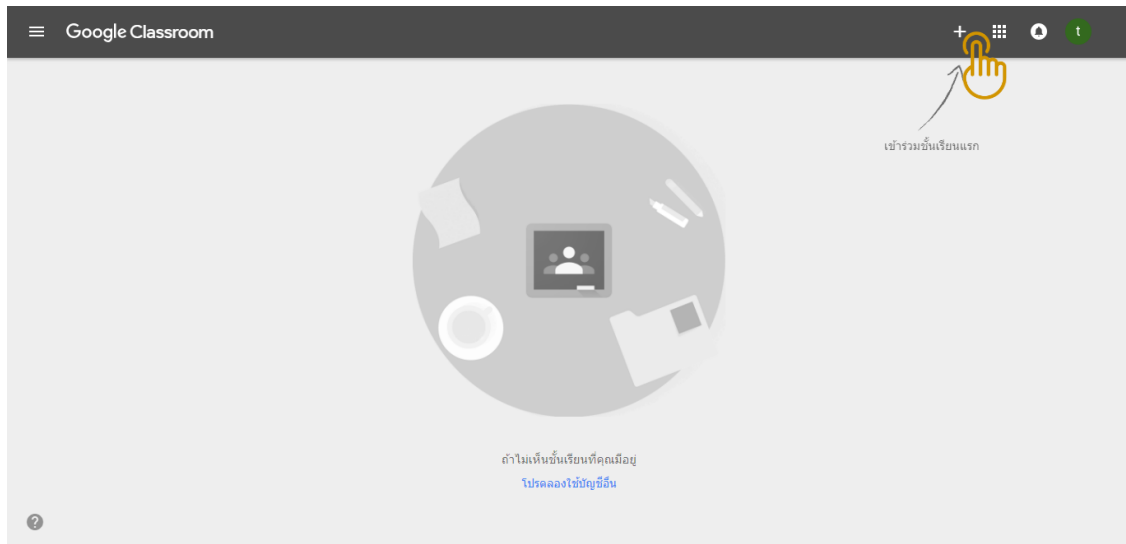 Google Classroom
t
เข้าร่วมชั้นเรียนแรก
ถ้าไม่เห็นชั้นเรียนที่คุณมีอยู่
โปรดลองใช้บัญชีอื่น
?